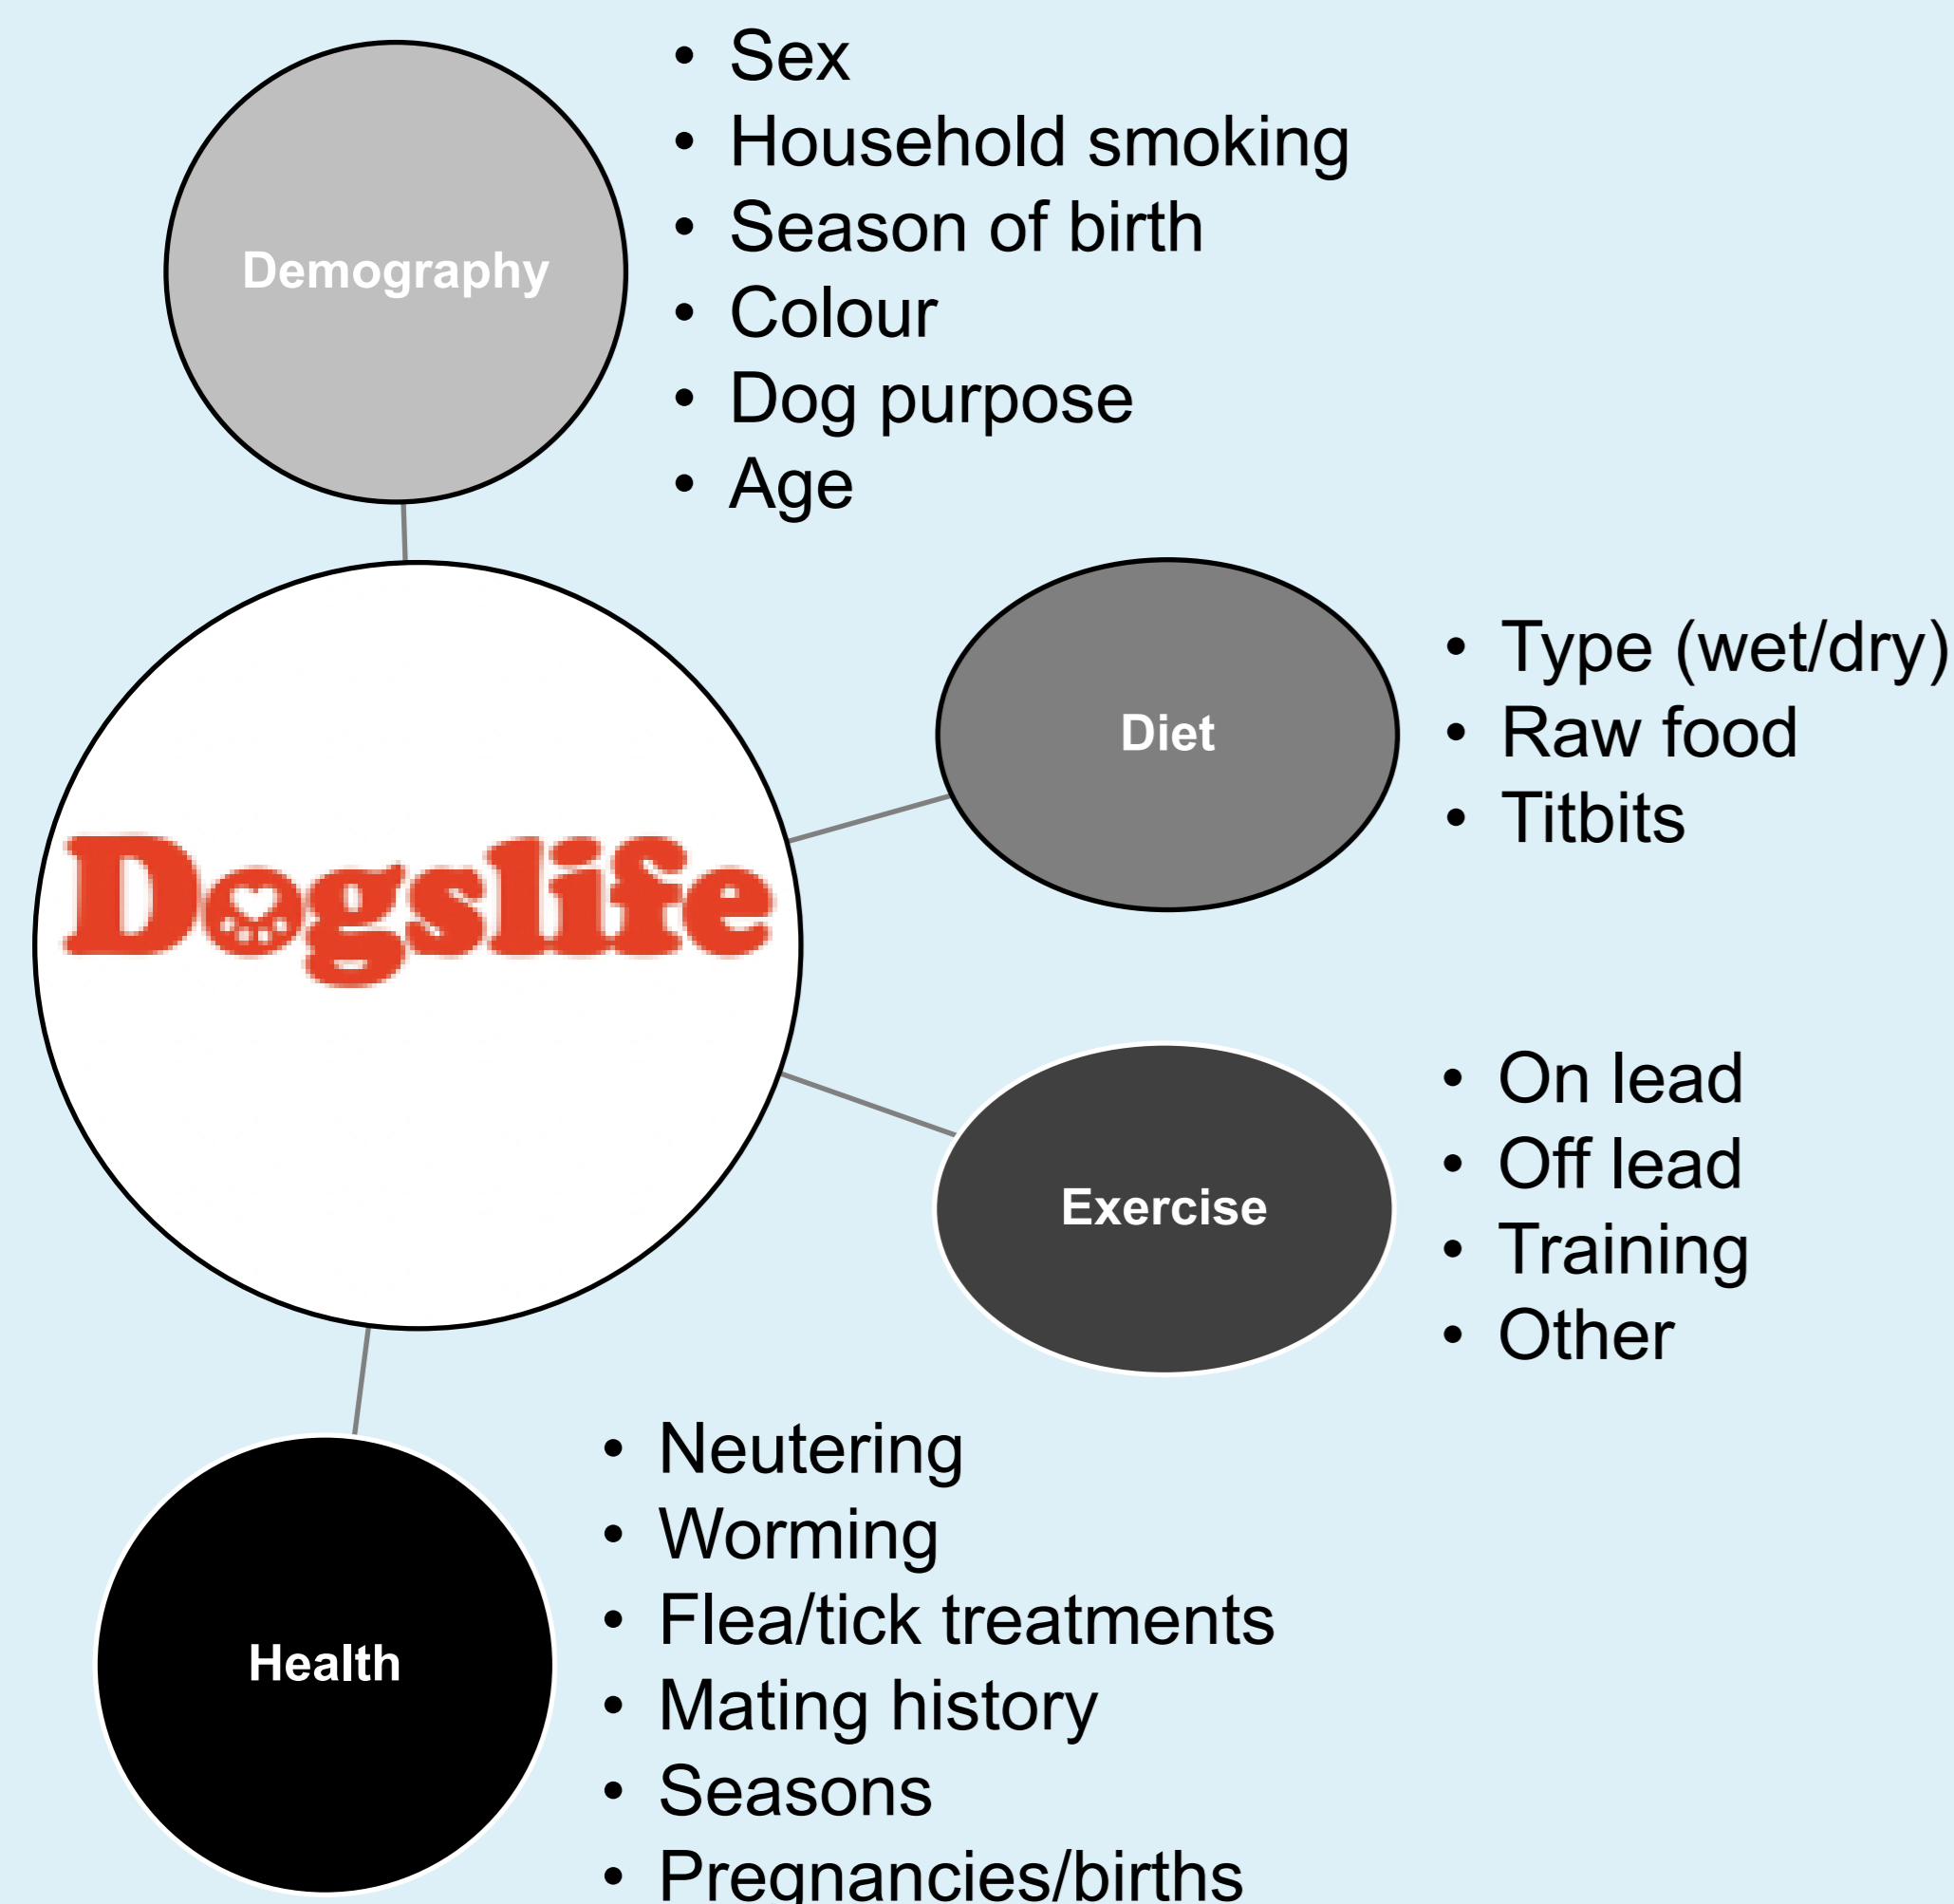 • Sex
• Household smoking
• Season of birth
• Colour
• Dog purpose
• Age
Demography
Dogslife
Diet
• Type (wet/dry)
• Raw food
• Titbits
Exercise
• On lead
• Off lead
• Training
• Other
Health
• Neutering
• Worming
• Flea/tick treatments
• Mating history
• Seasons
• Pregnancies/births